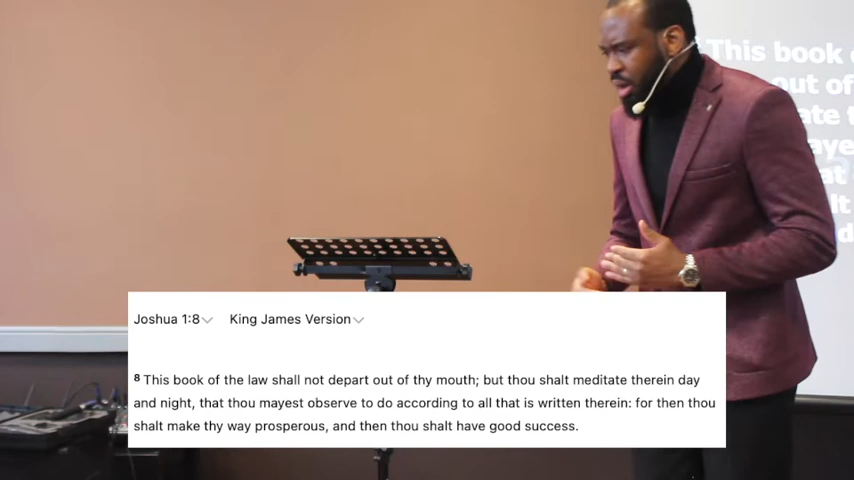 This book
out of
Joshua 1:8 King James Version
8 This book of the law shall not depart out of thy mouth; but thou shalt meditate therein day
and night, that thou mayest observe to do according to all that is written therein: for then thou
shalt make thy way prosperous, and then thou shalt have good success.